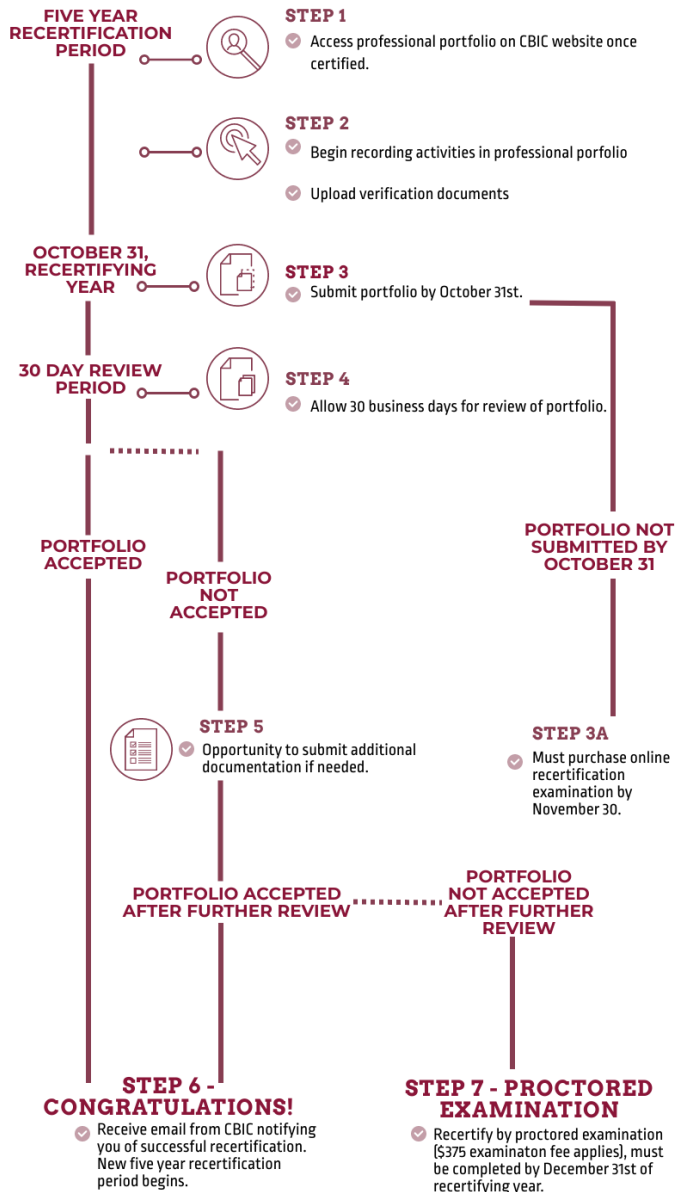 FIVE YEAR
RECERTIFICATION
PERIOD
STEP 1
Access professional portfolio on CBIC website once
certified.
STEP 2
Begin recording activities in professional porfolio
Upload verification documents
OCTOBER 31,
RECERTIFYING
YEAR
STEP 3
Submit portfolio by October 31st.
30 DAY REVIEW
PERIOD
STEP 4
Allow 30 business days for review of portfolio.
PORTFOLIO
ACCEPTED
PORTFOLIO
NOT
ACCEPTED
PORTFOLIO NOT
SUBMITTED BY
OCTOBER 31
STEP 5
Opportunity to submit additional
documentation if needed.
STEP 3A
Must purchase online
recertification
examination by
November 30.
PORTFOLIO ACCEPTED
AFTER FURTHER REVIEW
PORTFOLIO
NOT ACCEPTED
AFTER FURTHER
REVIEW
STEP 6 -
CONGRATULATIONS!
Receive email from CBIC notifying
you of successful recertification.
New five year recertification
period begins.
STEP 7 - PROCTORED
EXAMINATION
Recertify by proctored examination
($375 examinaton fee applies), must
be completed by December 31st of
recertifying year.